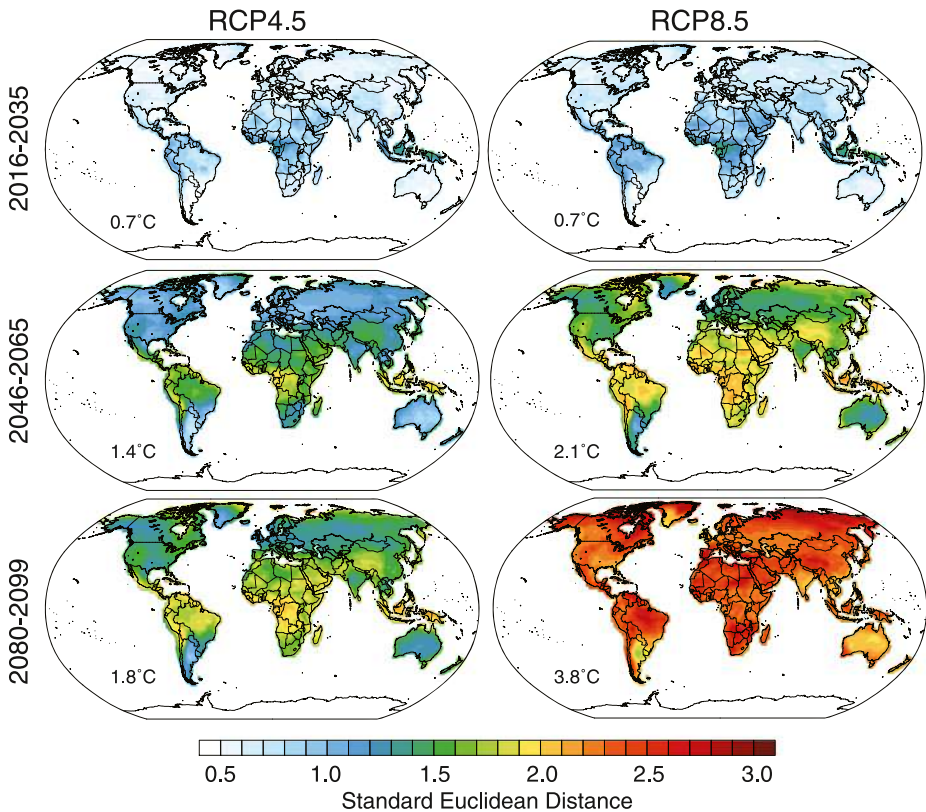 RCP4.5
RCP8.5
2016-2035
0.7˚C
0.7˚C
2046-2065
1.4˚C
2.1˚C
2080-2099
1.8˚C
3.8˚C
0.5 1.0 1.5 2.0 2.5 3.0
Standard Euclidean Distance